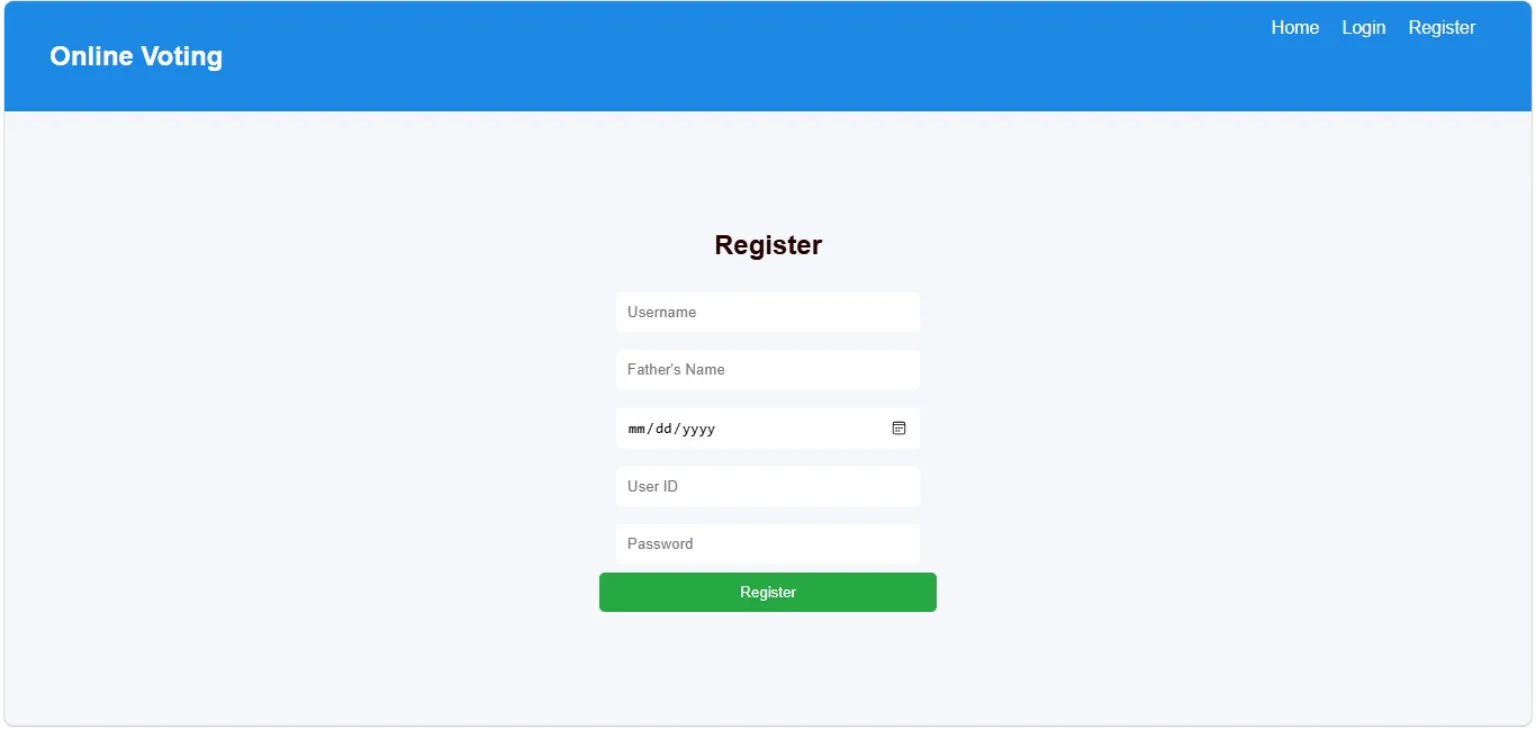 Home Login Register
Online Voting
Register
Username
Father's Name
mm/dd/yyyy
User ID
Password
Register